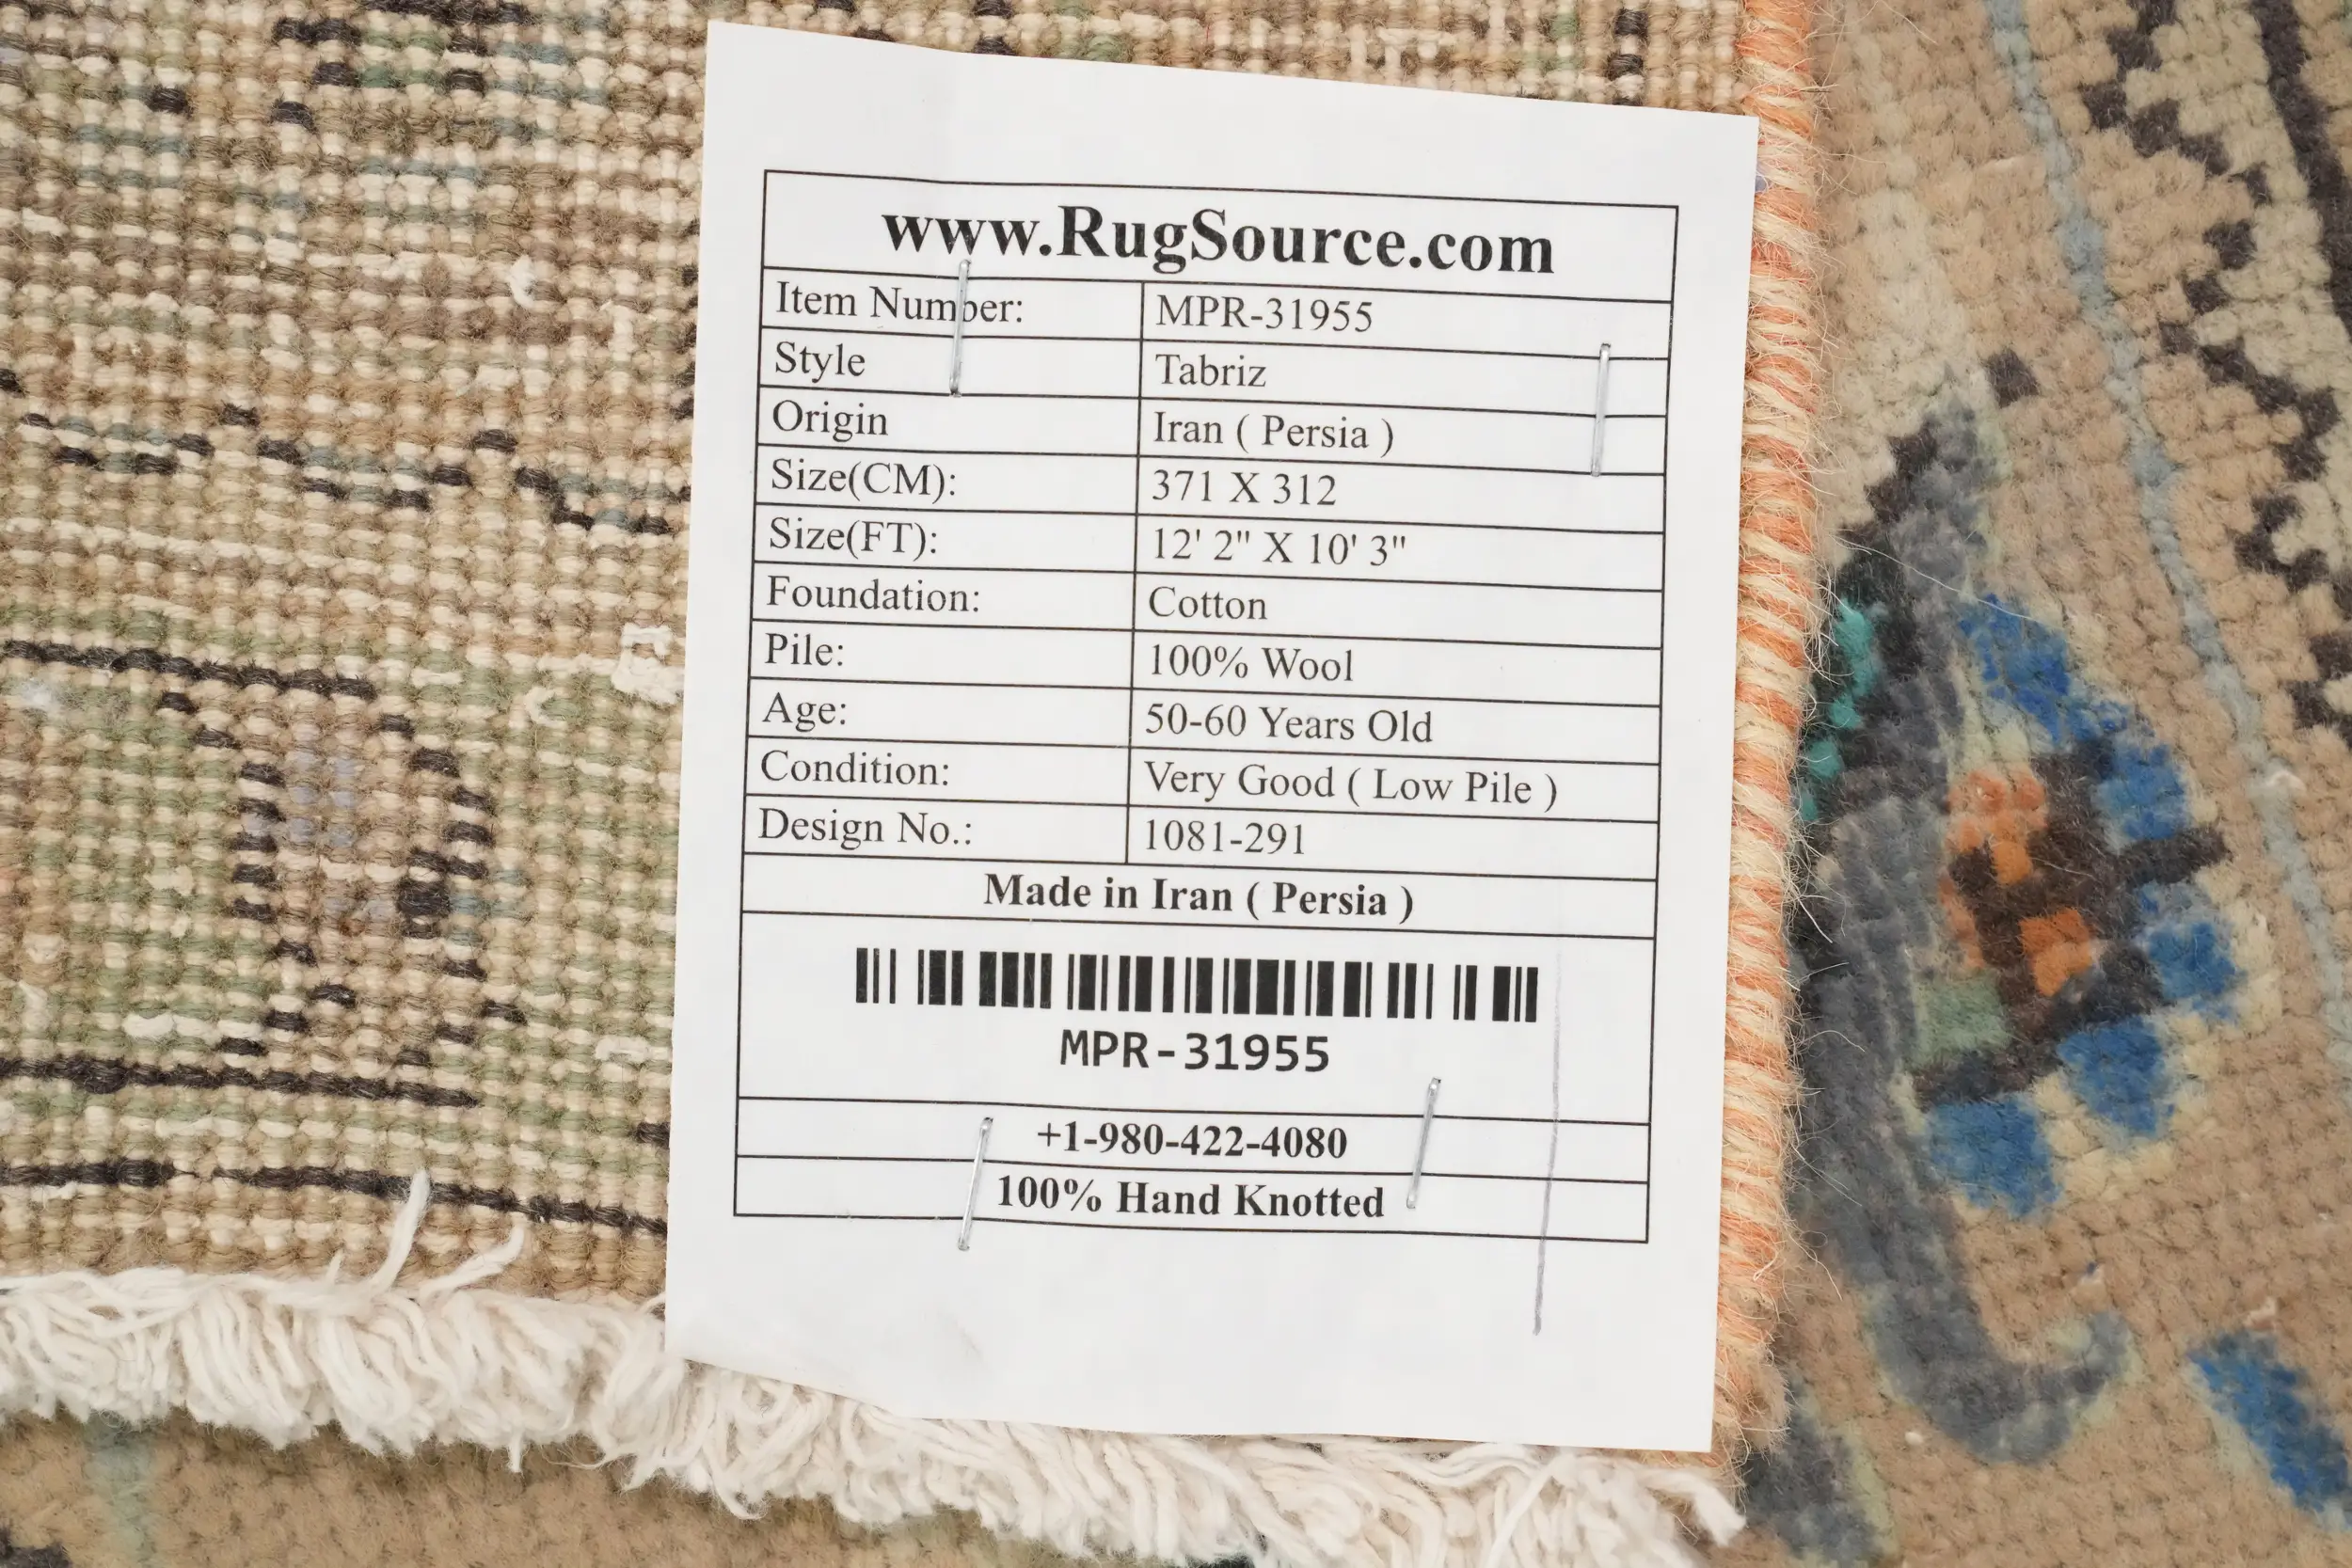 www.RugSource.com
Item Number: MPR-31955
Style Tabriz
Origin Iran ( Persia )
Size(CM): 371 X 312
Size(FT): 12' 2" X 10' 3"
Foundation: Cotton
Pile: 100% Wool
Age: 50-60 Years Old
Condition: Very Good ( Low Pile )
Design No.: 1081-291
Made in Iran ( Persia )
MPR-31955
+1-980-422-4080
100% Hand Knotted